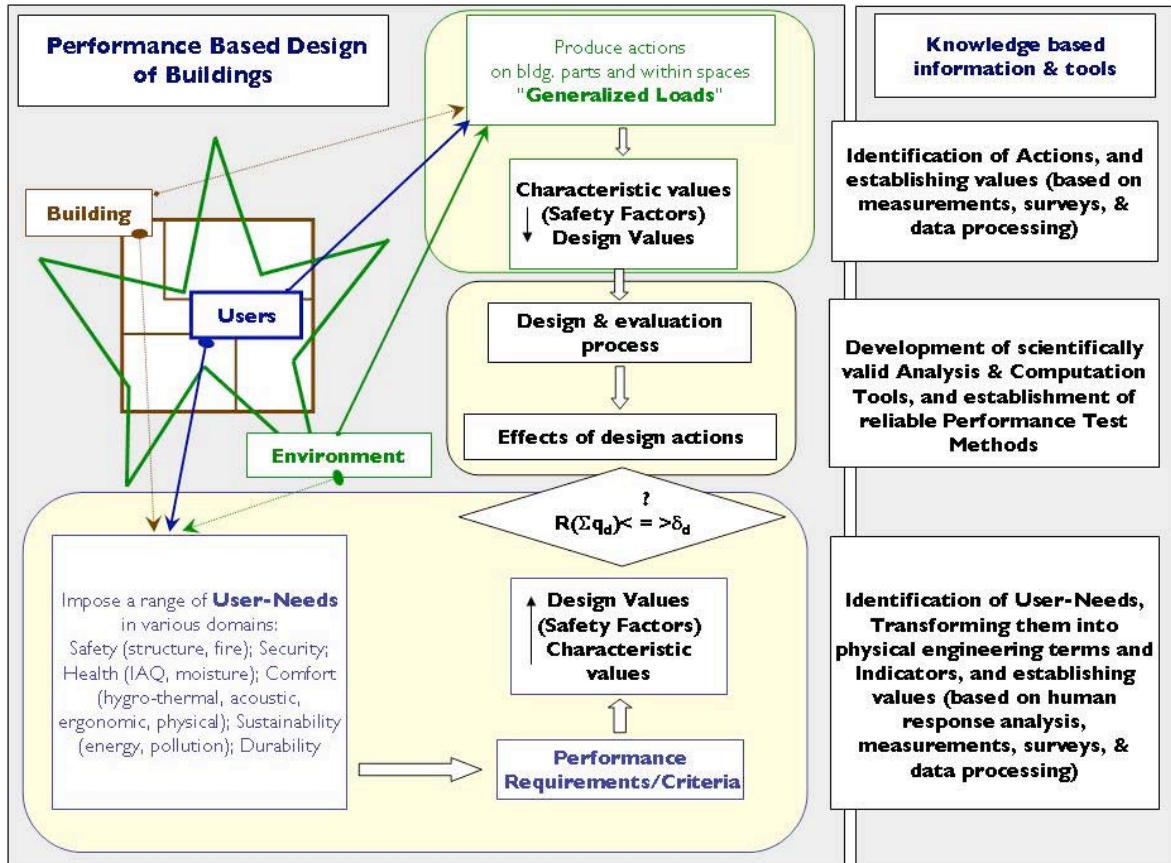 Performance Based Design
of Buildings
Produce actions
on bldg. parts and within spaces
"Generalized Loads"
Knowledge based
information & tools
Characteristic values
(Safety Factors)
Design Values
Identification of Actions, and
establishing values (based on
measurements, surveys, &
data processing)
Building
Users
Environment
Design & evaluation
process
Effects of design actions
Development of scientifically
valid Analysis & Computation
Tools, and establishment of
reliable Performance Test
Methods
?
R(Σq_d)< = >δ_d
Impose a range of User-Needs
in various domains:
Safety (structure, fire); Security;
Health (IAQ, moisture); Comfort
(hygro-thermal, acoustic,
ergonomic, physical); Sustainability
(energy, pollution); Durability
Design Values
(Safety Factors)
Characteristic
values
Performance
Requirements/Criteria
Identification of User-Needs,
Transforming them into
physical engineering terms and
Indicators, and establishing
values (based on human
response analysis,
measurements, surveys, &
data processing)